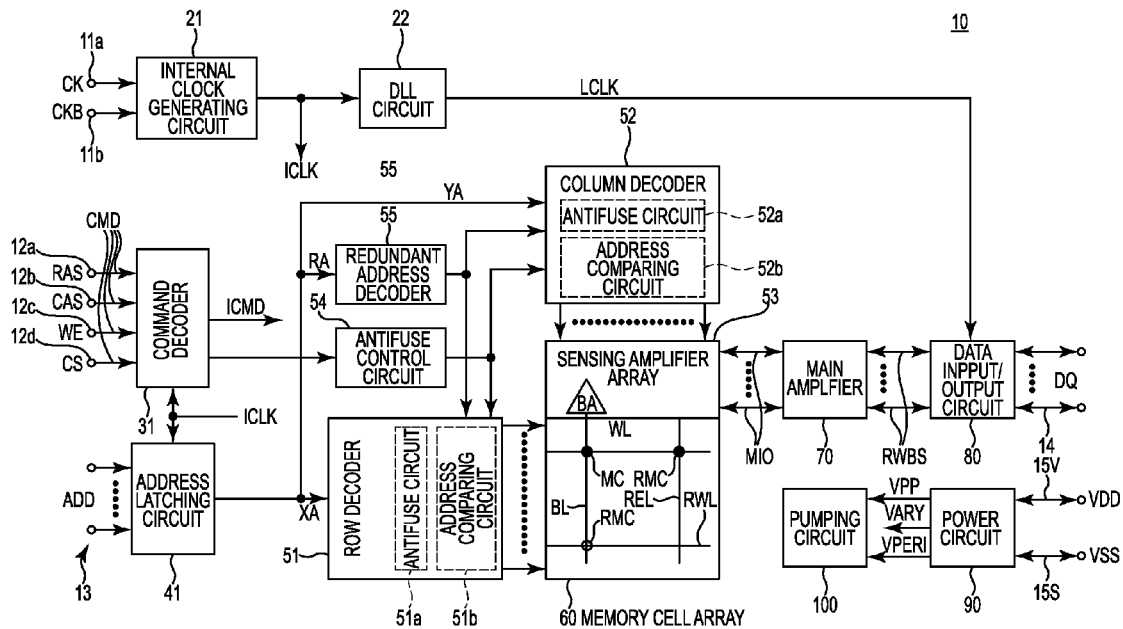 10
11a
21
22
CK
CKB
11b
INTERNAL
CLOCK
GENERATING
CIRCUIT
DLL
CIRCUIT
LCLK
ICLK
55
52
YA
COLUMN DECODER
ANTIFUSE CIRCUIT
52a
ADDRESS
COMPARING
CIRCUIT
52b
CMD
12a
RAS
12b
CAS
12c
WE
12d
CS
COMMAND
DECODER
31
ICMD
RA
55
REDUNDANT
ADDRESS
DECODER
54
ANTIFUSE
CONTROL
CIRCUIT
53
SENSING AMPLIFIER
ARRAY
BA
MIO
MAIN
AMPLFIER
70
RWBS
DATA
INPPUT/
OUTPUT
CIRCUIT
80
DQ
14
ICLK
ADD
13
ADDRESS
LATCHING
CIRCUIT
41
XA
51
ROW DECODER
ANTIFUSE CIRCUIT
51a
ADDRESS
COMPARING
CIRCUIT
51b
WL
MC
RMC
REL
RWL
BL
RMC
60 MEMORY CELL ARRAY
PUMPING
CIRCUIT
100
VPP
VARY
VPERI
POWER
CIRCUIT
90
15V
VDD
VSS
15S